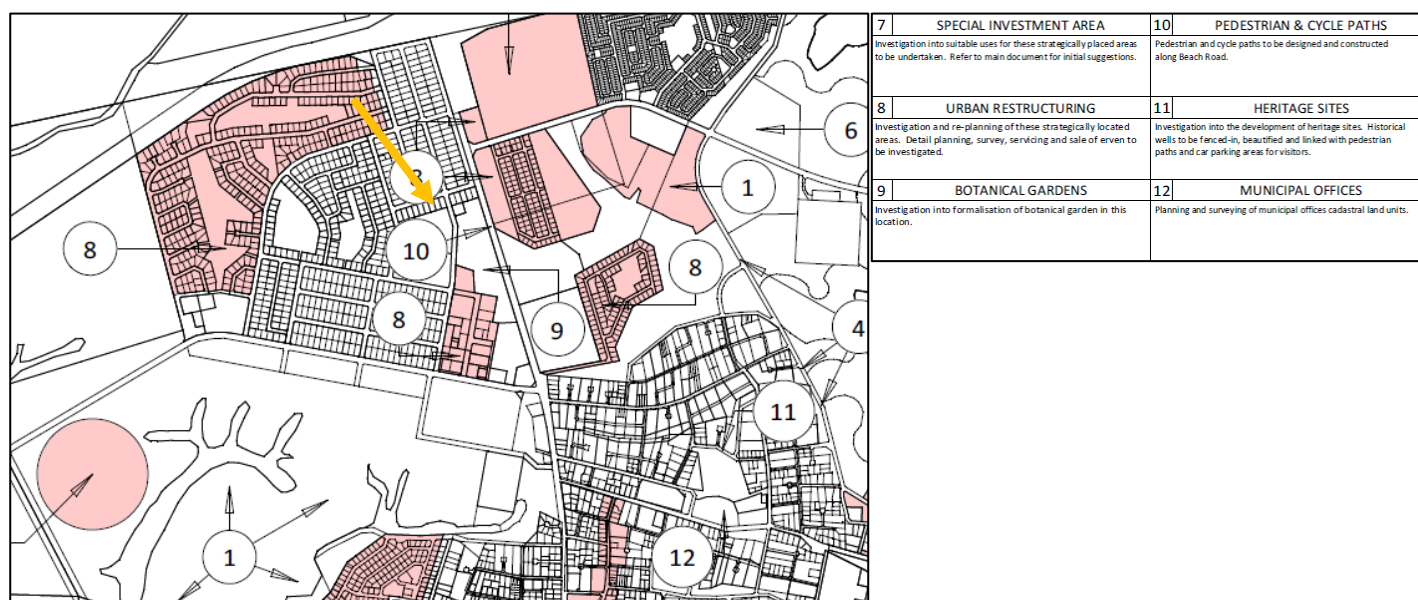 6
1
8
10
8
8
9
4
11
12
1
7 SPECIAL INVESTMENT AREA
Investigation into suitable uses for these strategically placed areas
to be undertaken. Refer to main document for initial suggestions.
10 PEDESTRIAN & CYCLE PATHS
Pedestrian and cycle paths to be designed and constructed
along Beach Road.
8 URBAN RESTRUCTURING
Investigation and re-planning of these strategically located
areas. Detail planning, survey, servicing and sale of erven to
be investigated.
11 HERITAGE SITES
Investigation into the development of heritage sites. Historical
wells to be fenced-in, beautified and linked with pedestrian
paths and car parking areas for visitors.
9 BOTANICAL GARDENS
Investigation into formalisation of botanical garden in this
location.
12 MUNICIPAL OFFICES
Planning and surveying of municipal offices cadastral land units.